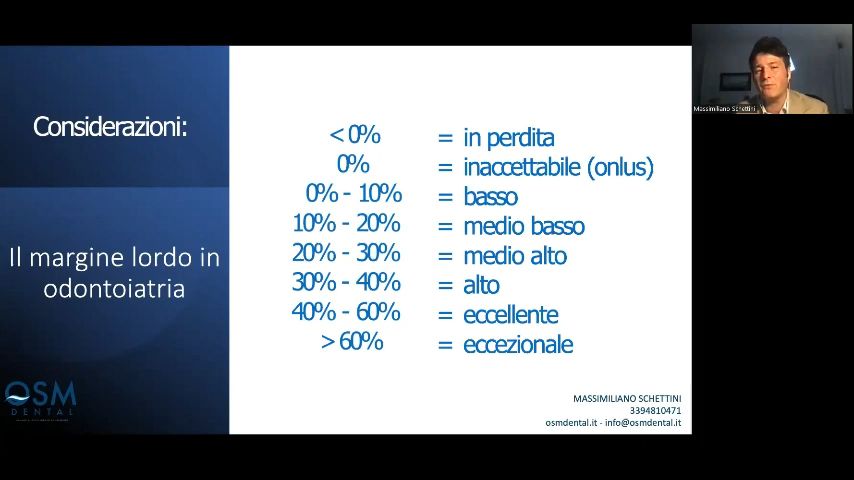 Considerazioni:
Il margine lordo in
odontoiatria
OSM
DENTAL
< 0% = in perdita
0% = inaccettabile (onlus)
0% - 10% = basso
10% - 20% = medio basso
20% - 30% = medio alto
30% - 40% = alto
40% - 60% = eccellente
> 60% = eccezionale
MASSIMILIANO SCHETTINI
3394810471
osmdental.it - info@osmdental.it
Massimiliano Schettini